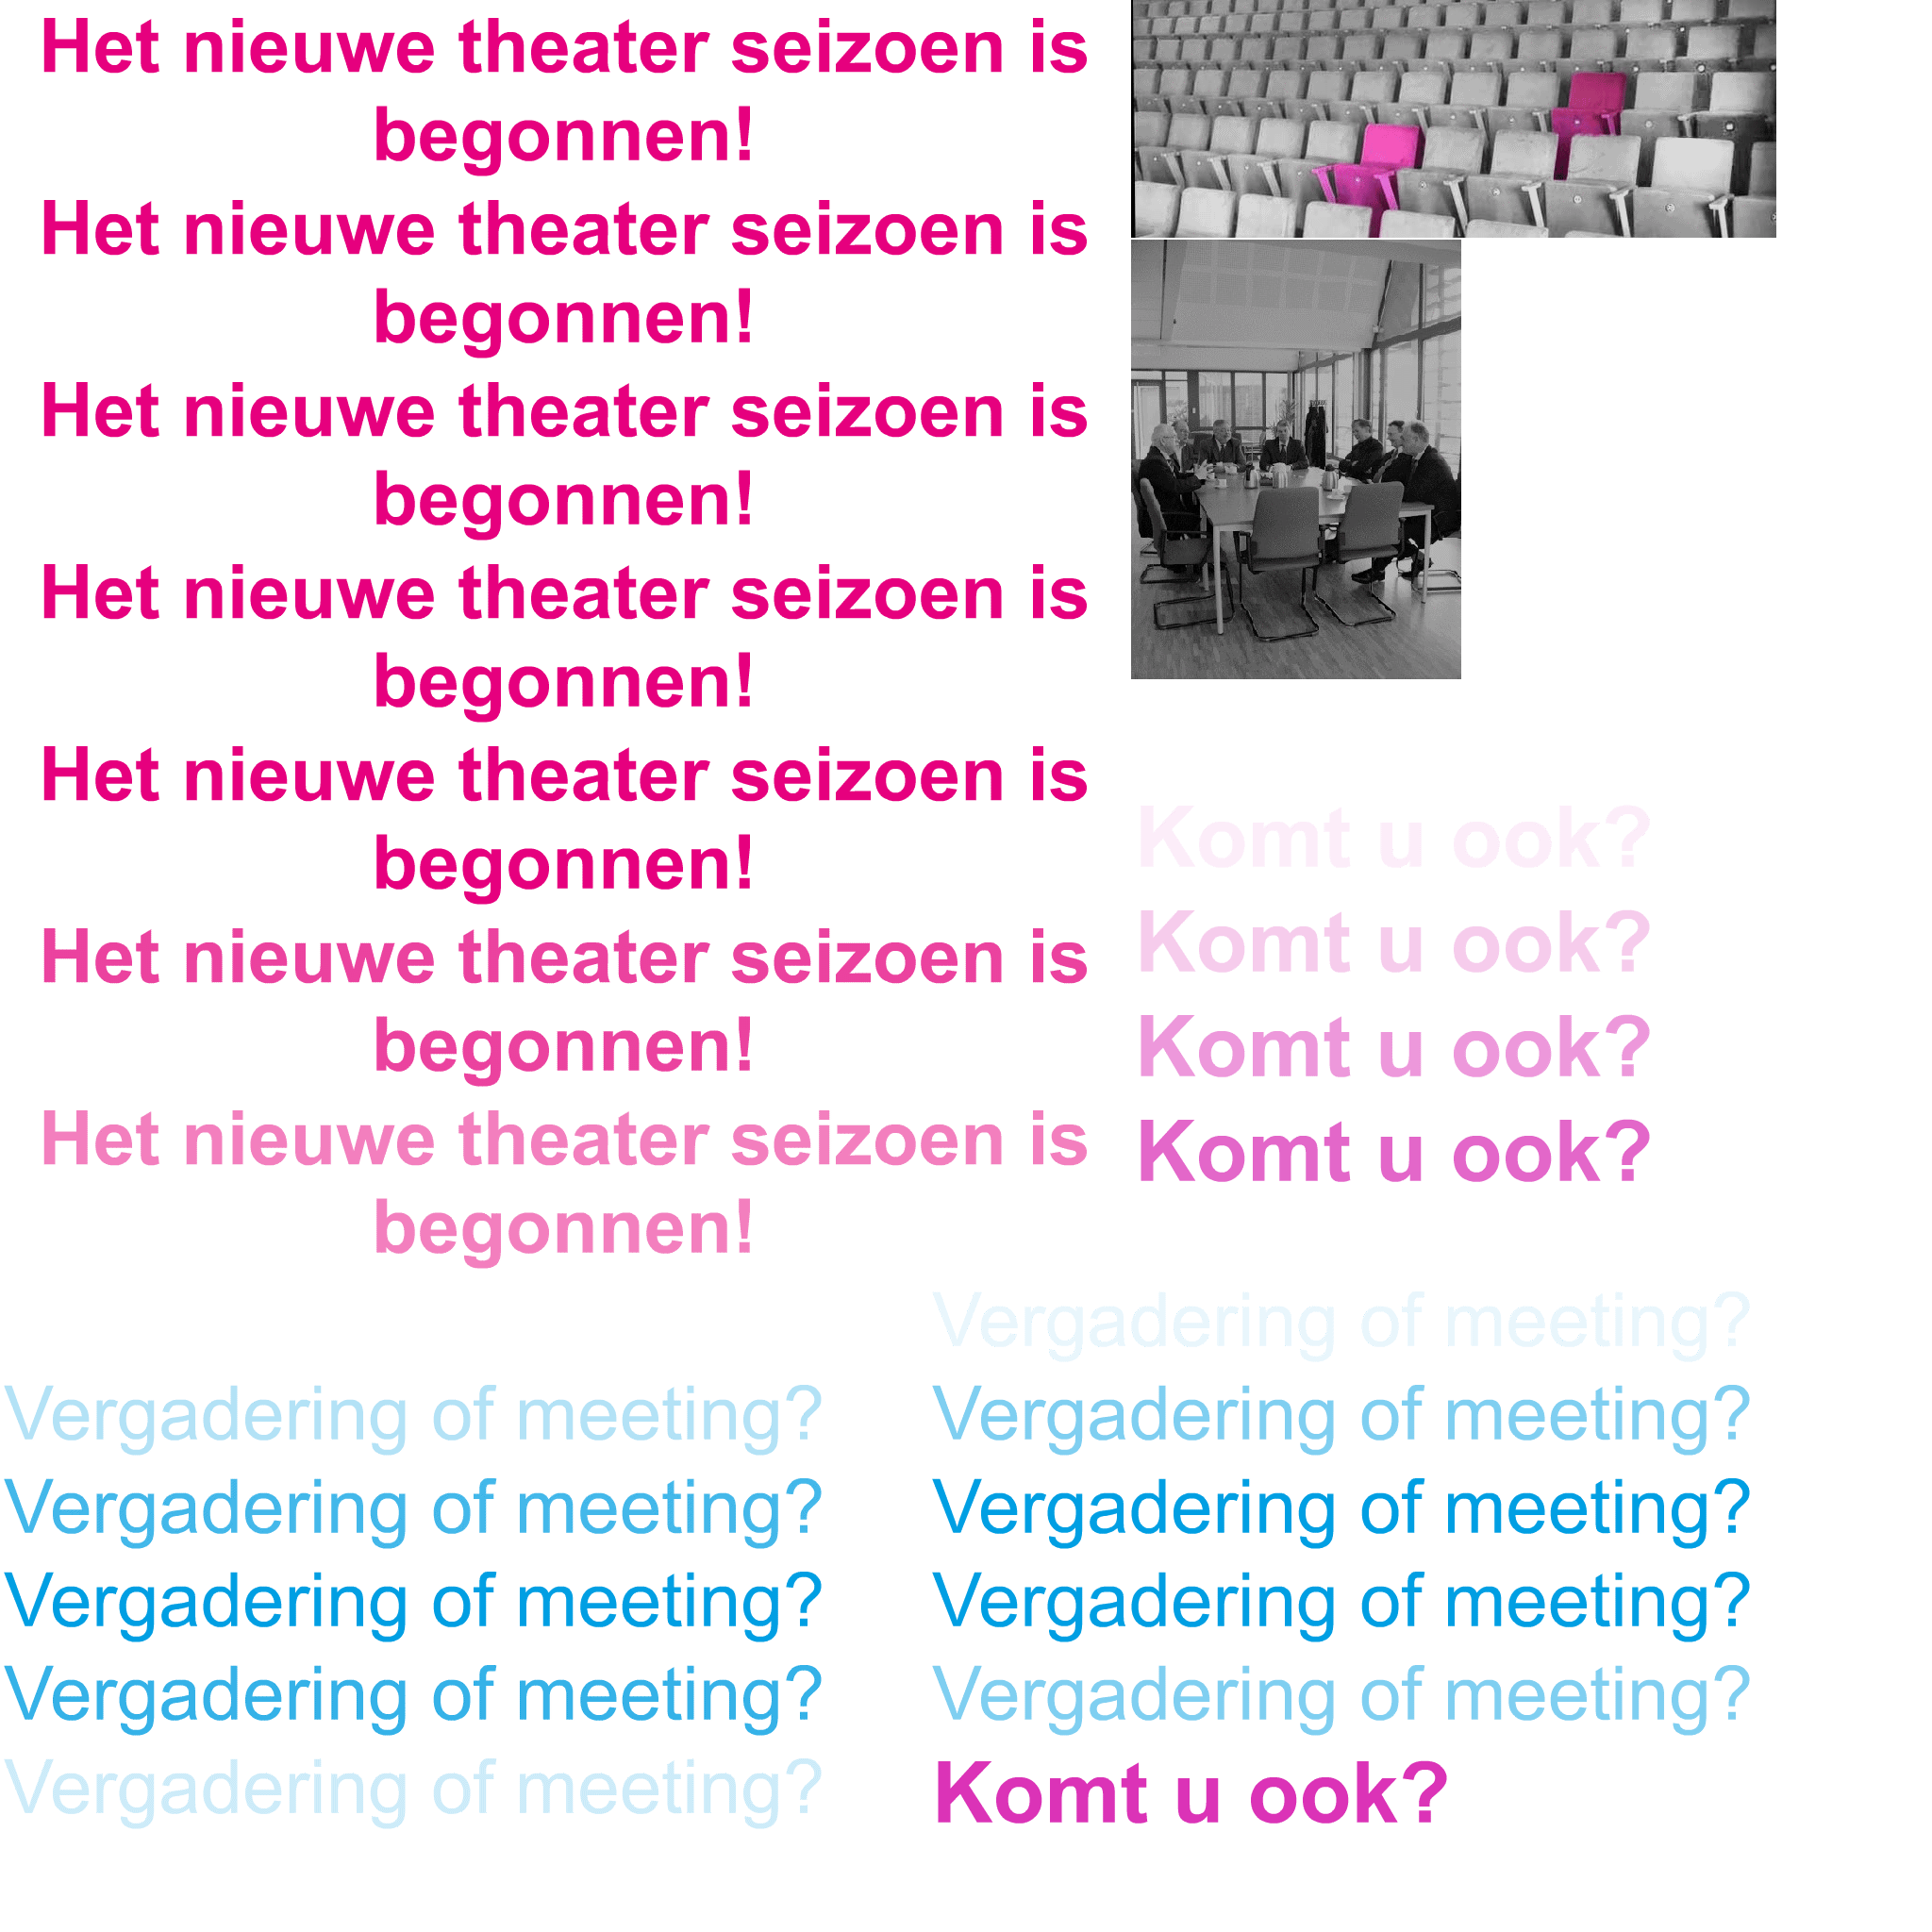 Het nieuwe theater seizoen is
begonnen!
Het nieuwe theater seizoen is
begonnen!
Het nieuwe theater seizoen is
begonnen!
Het nieuwe theater seizoen is
begonnen!
Het nieuwe theater seizoen is
begonnen!
Het nieuwe theater seizoen is
begonnen!
Het nieuwe theater seizoen is
begonnen!
Komt u ook?
Komt u ook?
Komt u ook?
Komt u ook?
Vergadering of meeting?
Vergadering of meeting?
Vergadering of meeting?
Vergadering of meeting?
Vergadering of meeting?
Vergadering of meeting?
Vergadering of meeting?
Vergadering of meeting?
Vergadering of meeting?
Vergadering of meeting?
Komt u ook?